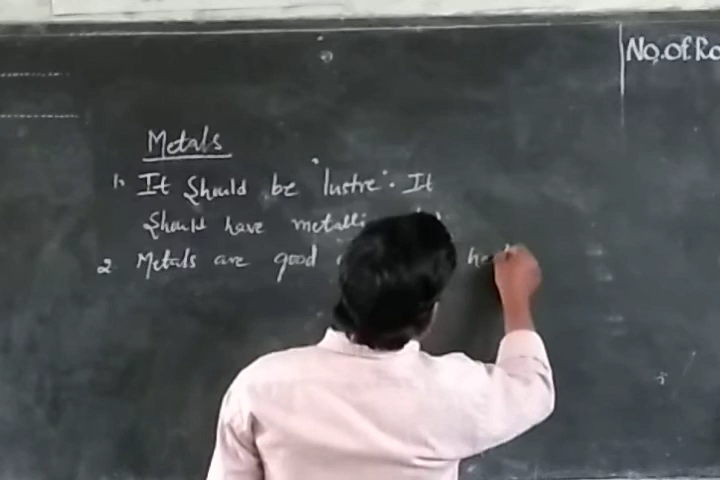 No.of.Ro
Metals
1. It should be "lustre". It
should have metalli
2. Metals are good